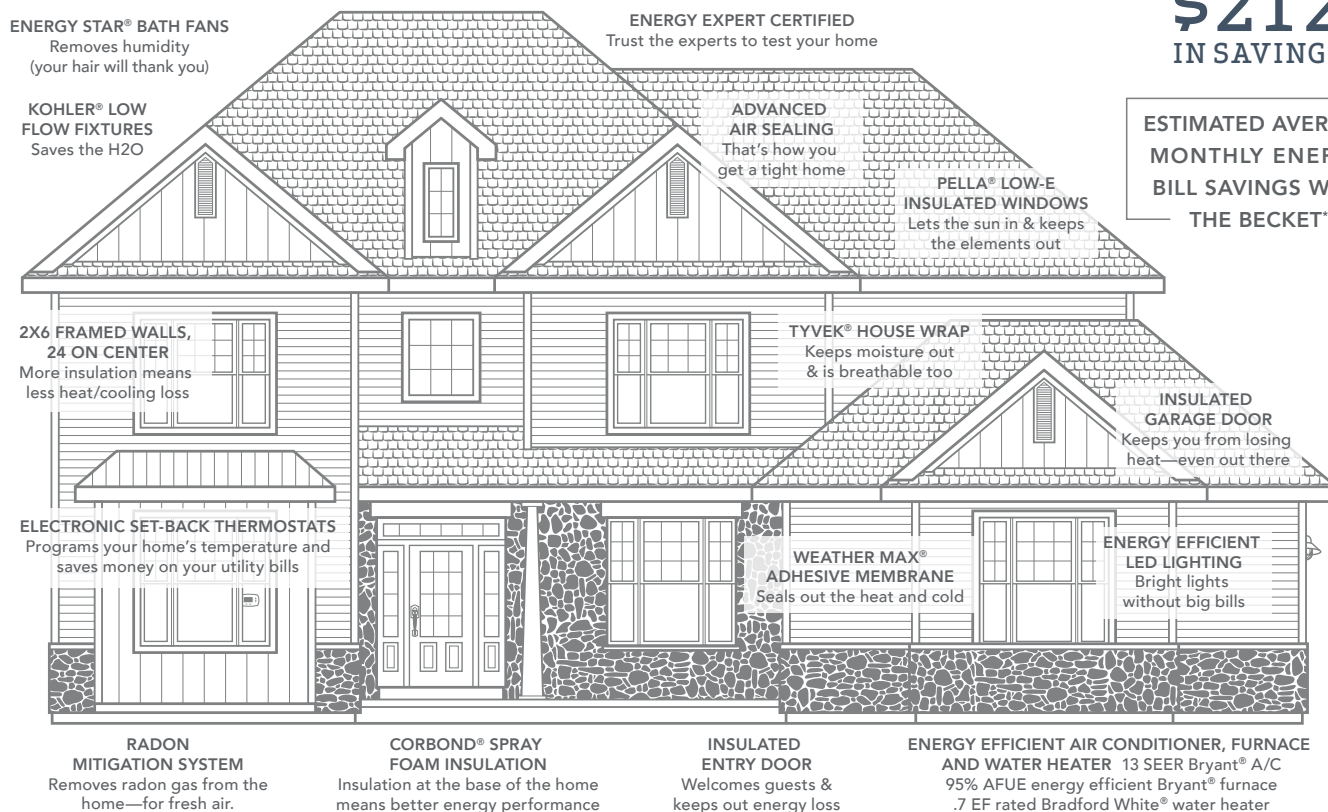 ENERGY STAR® BATH FANS
Removes humidity
(your hair will thank you)
KOHLER® LOW
FLOW FIXTURES
Saves the H2O
ENERGY EXPERT CERTIFIED
Trust the experts to test your home
ADVANCED
AIR SEALING
That's how you
get a tight home
PELLA® LOW-E
INSULATED WINDOWS
Lets the sun in & keeps
the elements out
$212
IN SAVING
ESTIMATED AVER
MONTHLY ENER
BILL SAVINGS W
THE BECKET*
2X6 FRAMED WALLS,
24 ON CENTER
More insulation means
less heat/cooling loss
TYVEK® HOUSE WRAP
Keeps moisture out
& is breathable too
INSULATED
GARAGE DOOR
Keeps you from losing
heat—even out there
ELECTRONIC SET-BACK THERMOSTATS
Programs your home's temperature and
saves money on your utility bills
WEATHER MAX®
ADHESIVE MEMBRANE
Seals out the heat and cold
ENERGY EFFICIENT
LED LIGHTING
Bright lights
without big bills
RADON
MITIGATION SYSTEM
Removes radon gas from the
home—for fresh air.
CORBOND® SPRAY
FOAM INSULATION
Insulation at the base of the home
means better energy performance
INSULATED
ENTRY DOOR
Welcomes guests &
keeps out energy loss
ENERGY EFFICIENT AIR CONDITIONER, FURNACE
AND WATER HEATER 13 SEER Bryant® A/C
95% AFUE energy efficient Bryant® furnace
.7 EF rated Bradford White® water heater